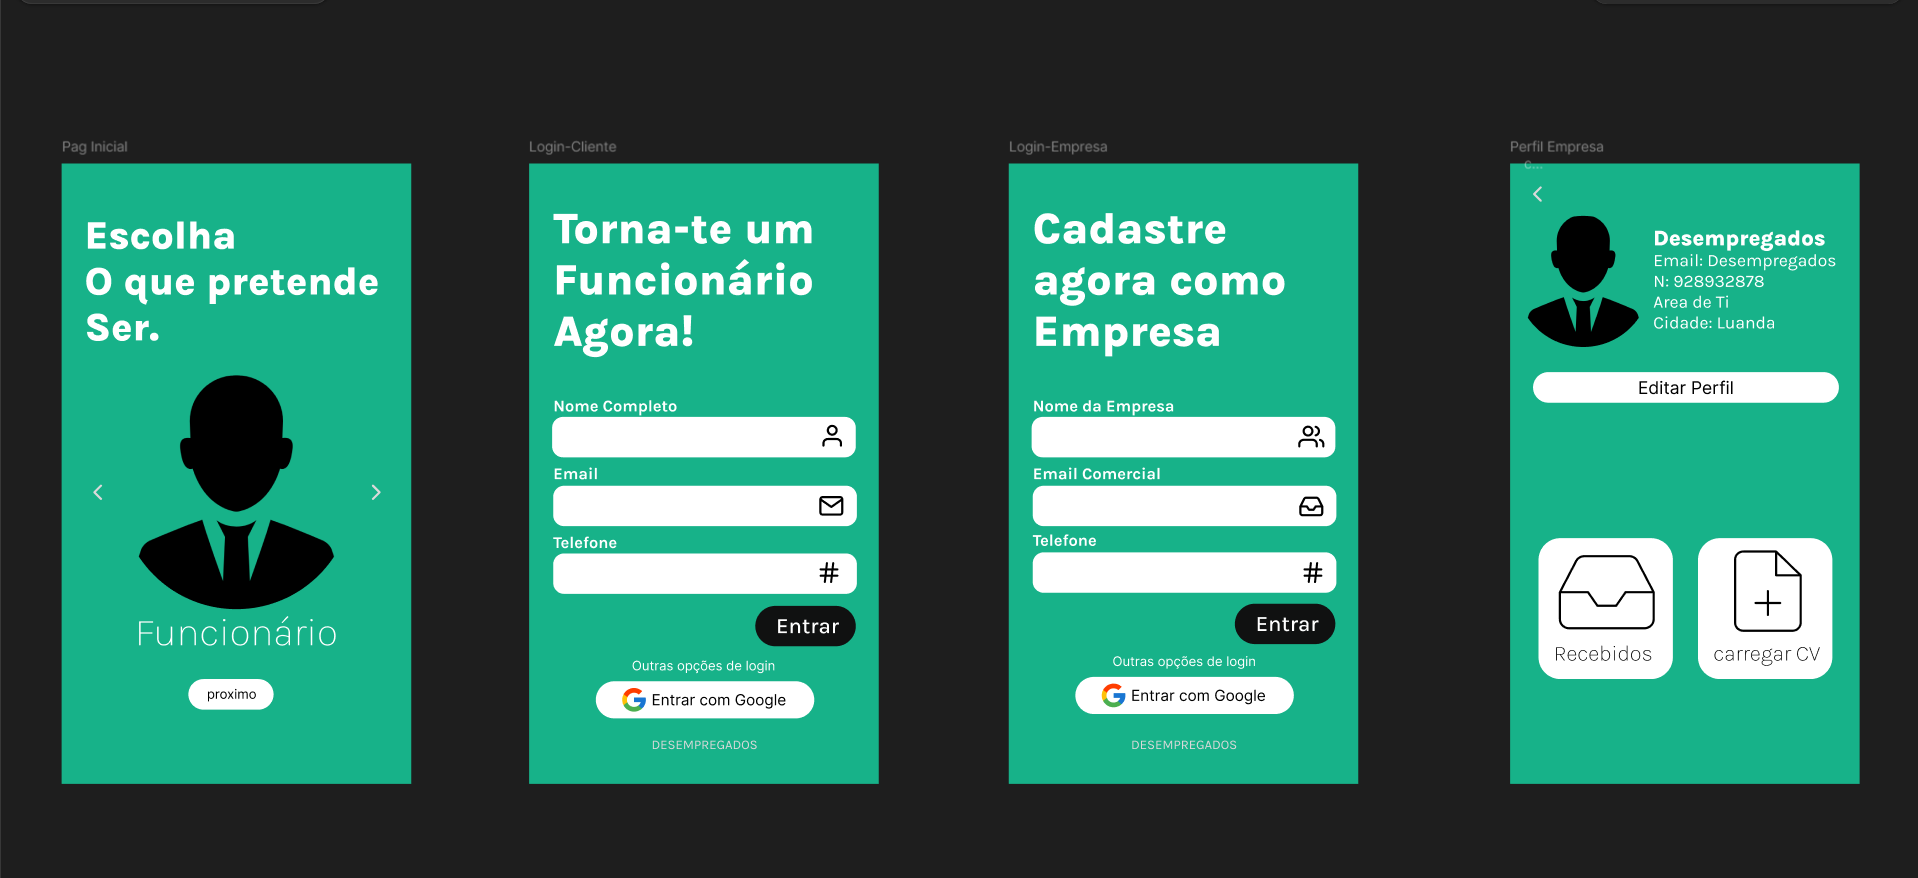 Pag Inicial
Escolha
O que pretende
Ser.
Funcionário
proximo
Login-Cliente
Torna-te um
Funcionário
Agora!
Nome Completo
Email
Telefone
#
Entrar
Outras opções de login
Entrar com Google
DESEMPREGADOS
Login-Empresa
Cadastre
agora como
Empresa
Nome da Empresa
Email Comercial
Telefone
#
Entrar
Outras opções de login
Entrar com Google
DESEMPREGADOS
Perfil Empresa
c...
Desempregados
Email: Desempregados
N: 928932878
Area de Ti
Cidade: Luanda
Editar Perfil
Recebidos
carregar CV